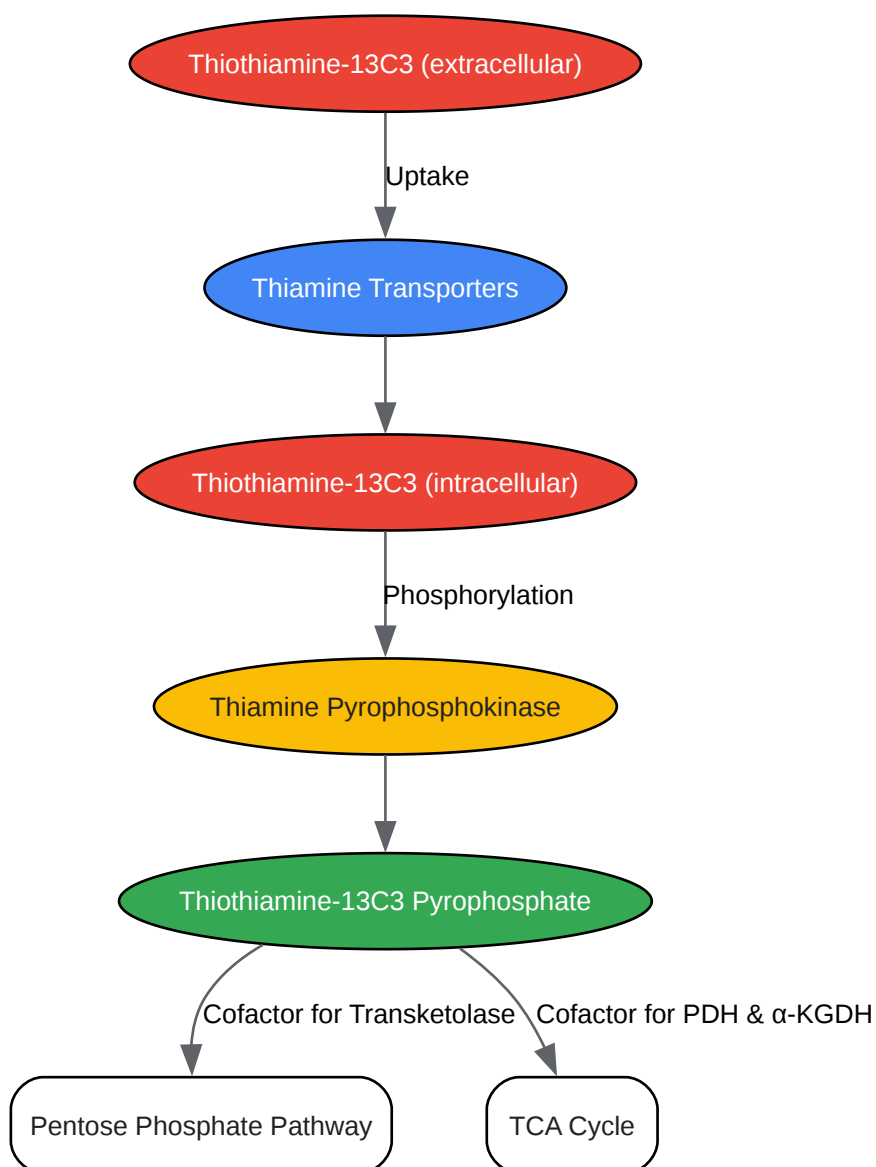 Thiothiamine-13C3 (extracellular)
Uptake
Thiamine Transporters
Thiothiamine-13C3 (intracellular)
Phosphorylation
Thiamine Pyrophosphokinase
Thiothiamine-13C3 Pyrophosphate
Cofactor for Transketolase
Cofactor for PDH & α-KGDH
Pentose Phosphate Pathway
TCA Cycle